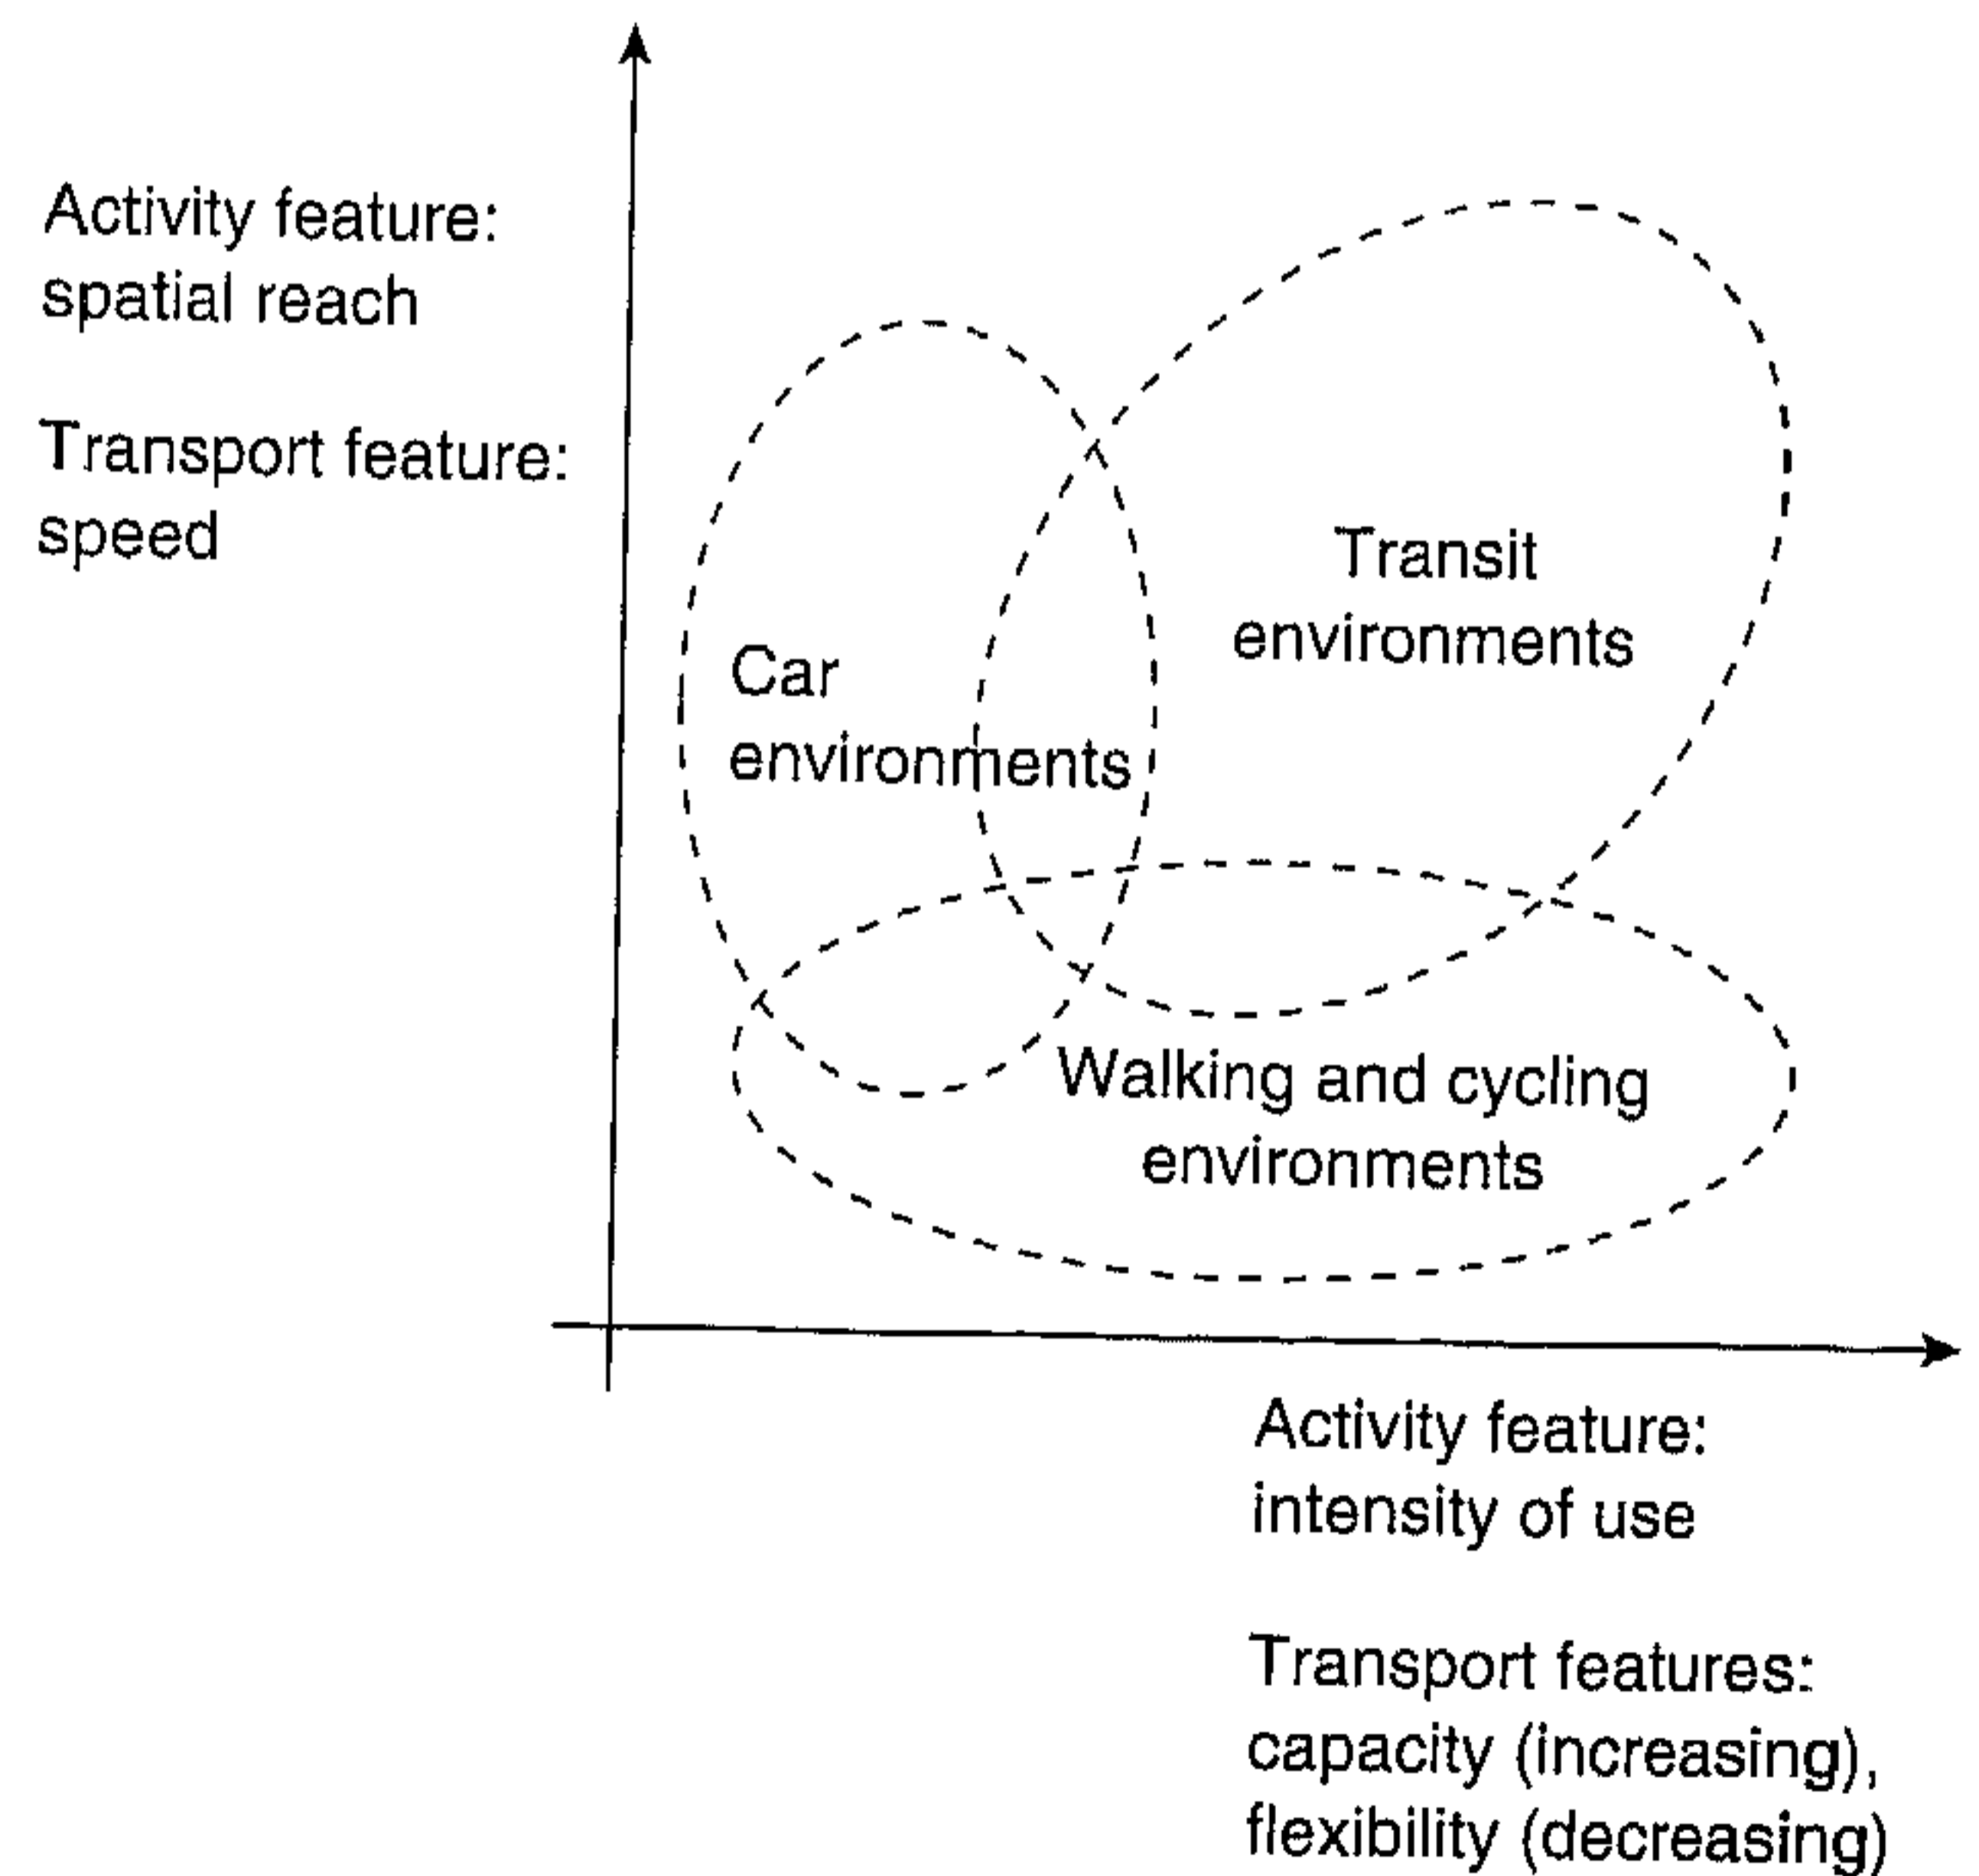 Activity feature:
spatial reach
Transport feature:
speed
Transit
environments
Car
environments
Walking and cycling
environments
Activity feature:
intensity of use
Transport features:
capacity (increasing),
flexibility (decreasing)